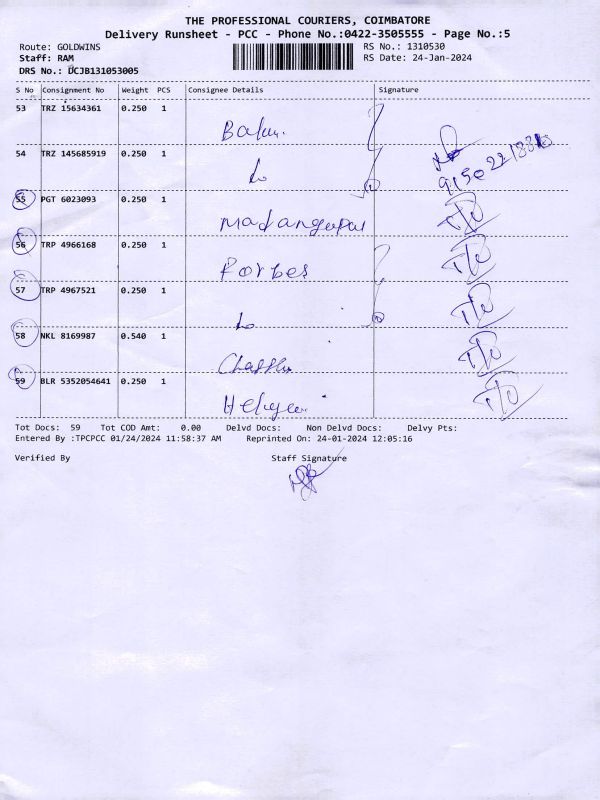 THE PROFESSIONAL COURIERS, COIMBATORE
Delivery Runsheet - PCC - Phone No.:0422-3505555 - Page No.:5
Route: GOLDWINS RS No.: 1310530
Staff: RAM RS Date: 24-Jan-2024
DRS No.: DCJB131053005
S No Consignment No Weight PCS Consignee Details Signature
53 TRZ 15634361 0.250 1
54 TRZ 145685919 0.250 1
55 PGT 6023093 0.250 1
Madangopal
56 TRP 4966168 0.250 1
Forbes
57 TRP 4967521 0.250 1
58 NKL 8169987 0.540 1
59 BLR 5352054641 0.250 1
Tot Docs: 59 Tot COD Amt: 0.00 Delvd Docs: Non Delvd Docs: Delvy Pts:
Entered By :TPCPCC 01/24/2024 11:58:37 AM Reprinted On: 24-01-2024 12:05:16
Verified By Staff Signature